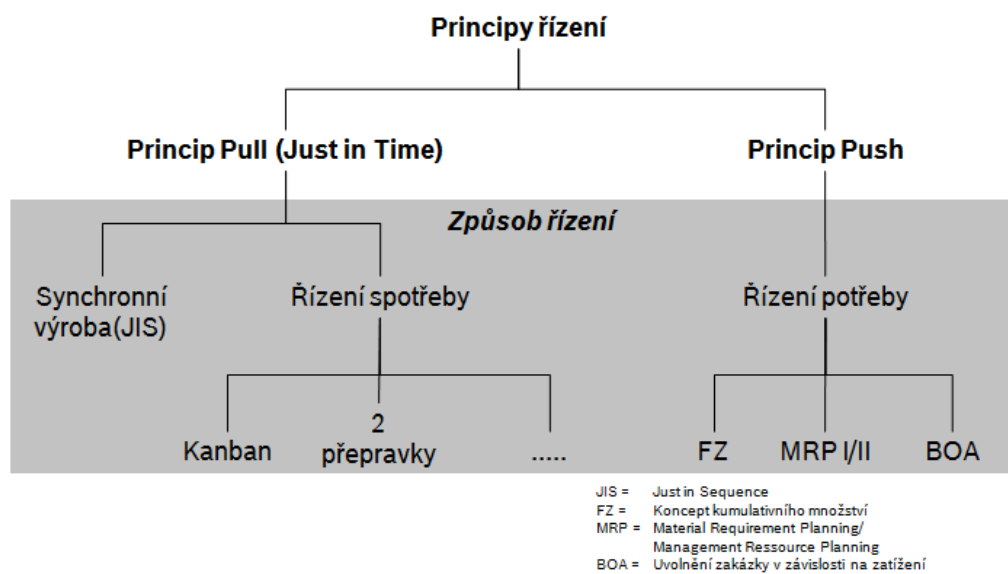 Principy řízení
Princip Pull (Just in Time)
Princip Push
Způsob řízení
Synchronní
výroba(JIS)
Řízení spotřeby
Řízení potřeby
Kanban
2
přepravky
.....
FZ
MRP I/II
BOA
JIS = Just in Sequence
FZ = Koncept kumulativního množství
MRP = Material Requirement Planning/
Management Ressource Planning
BOA = Uvolnění zakázky v závislosti na zatížení